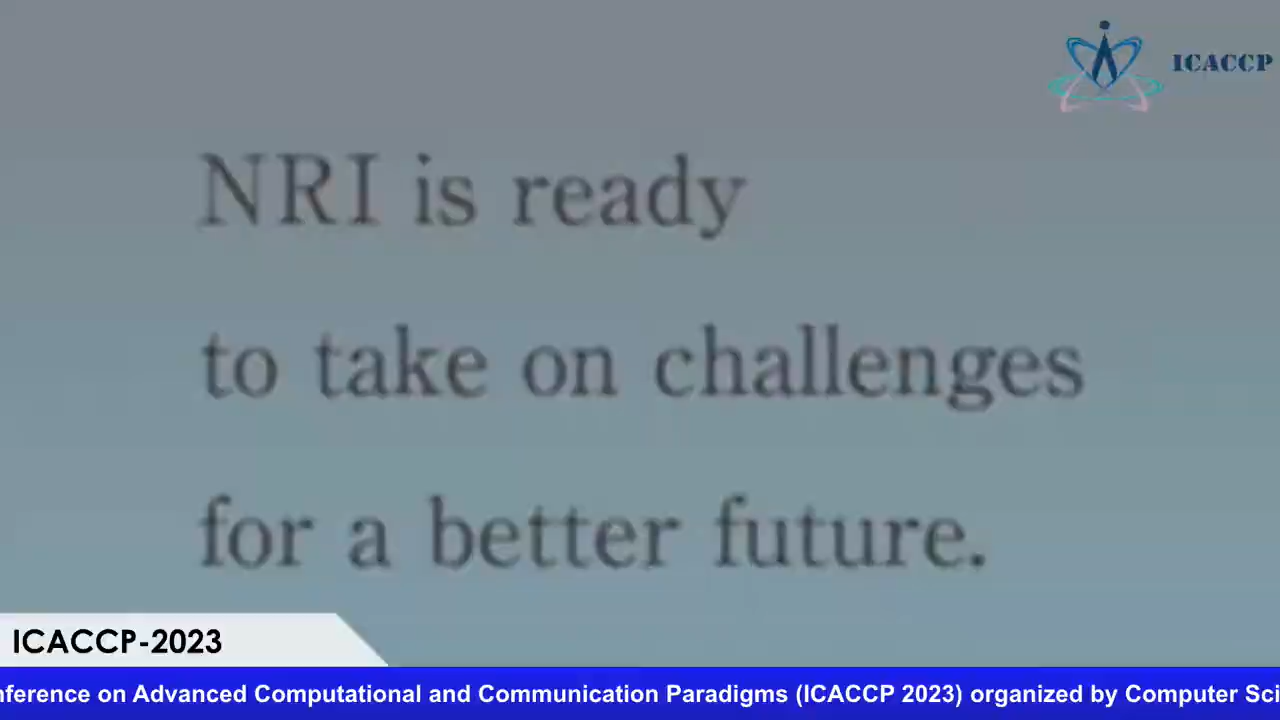 ICACCP
NRI is ready
to take on challenges
for a better future.
ICACCP-2023
nference on Advanced Computational and Communication Paradigms (ICACCP 2023) organized by Computer Sci